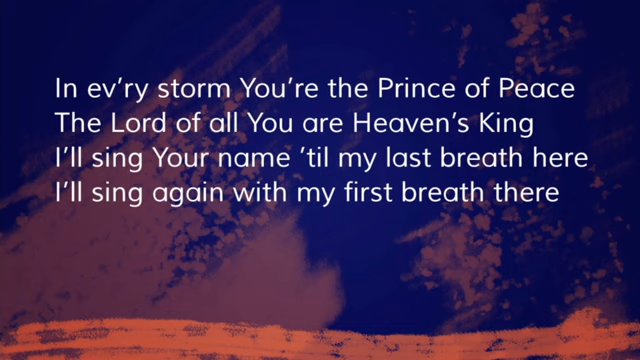 In ev’ry storm You’re the Prince of Peace
The Lord of all You are Heaven’s King
I’ll sing Your name ’til my last breath here
I’ll sing again with my first breath there